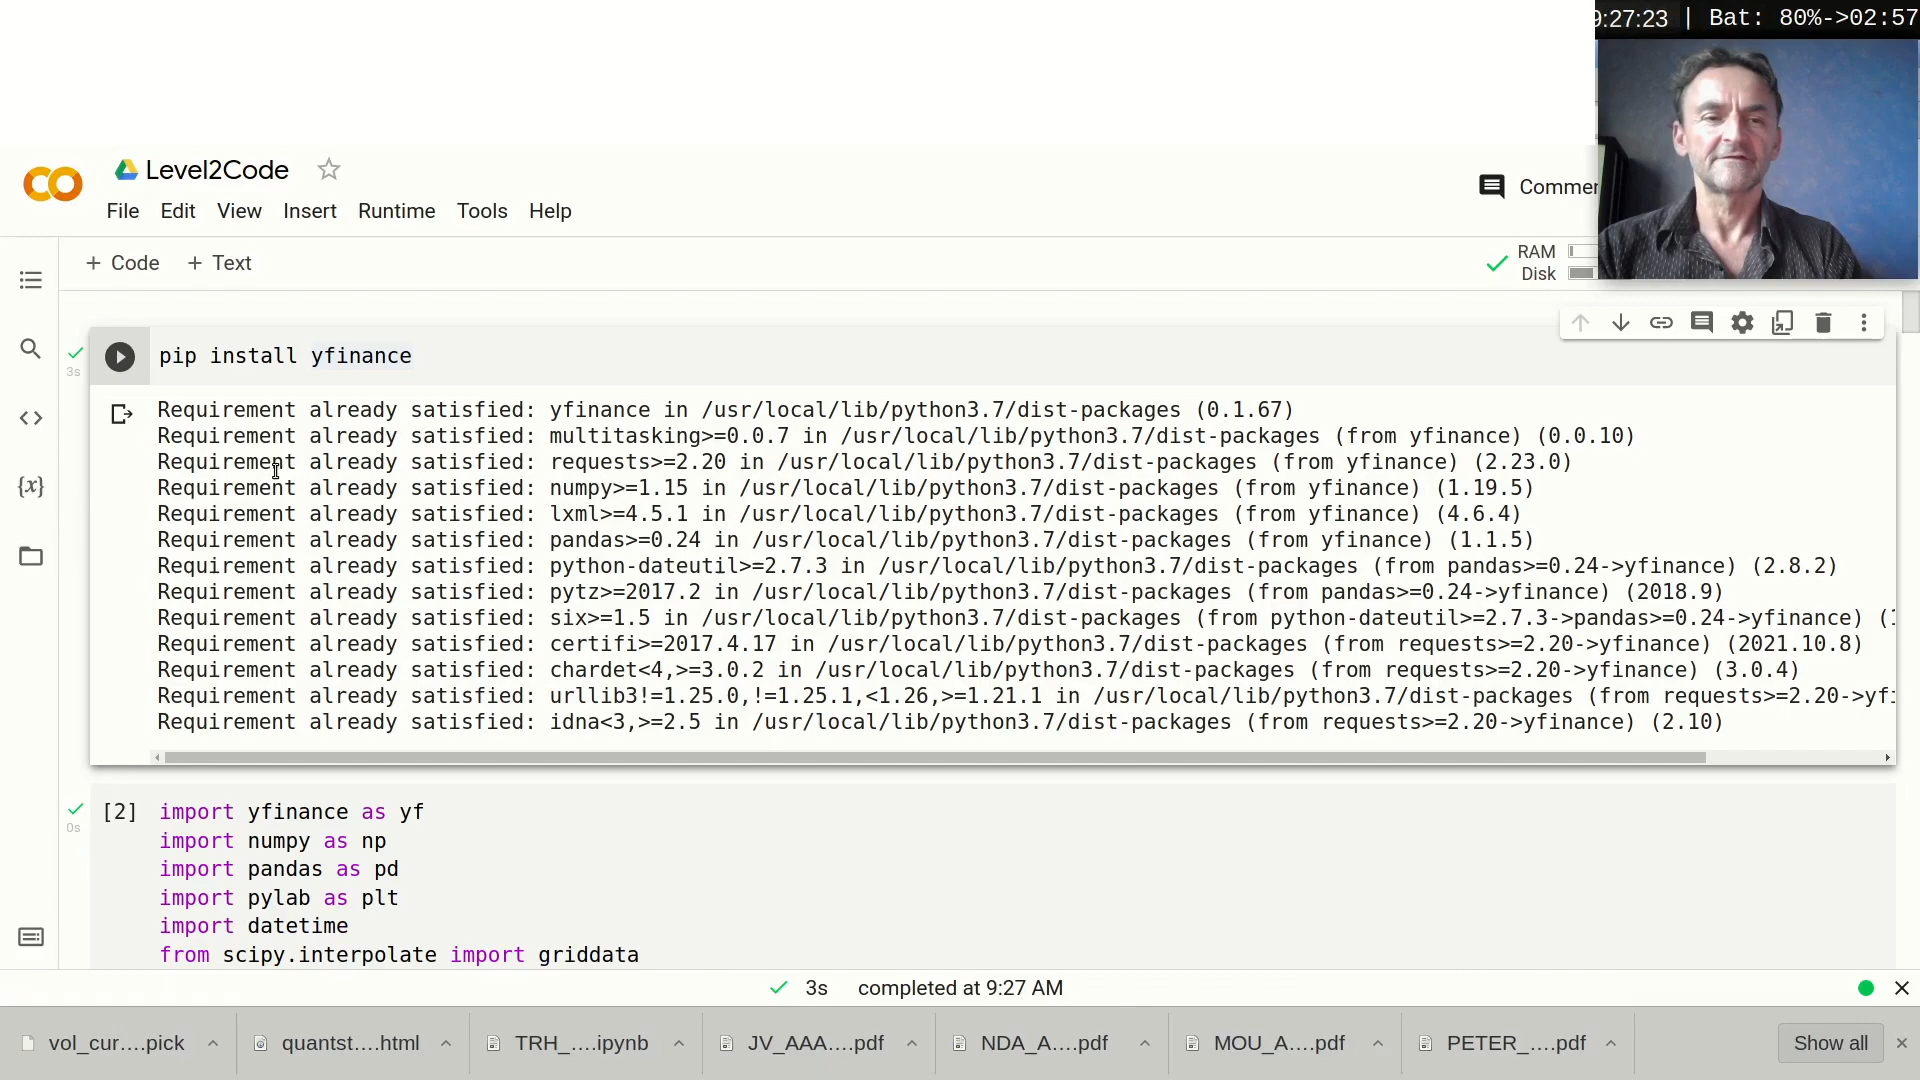 9:27:23 | Bat: 80%->02:57
Level2Code
Commen
File Edit View Insert Runtime Tools Help
+ Code + Text
RAM
Disk
3s
pip install yfinance
Requirement already satisfied: yfinance in /usr/local/lib/python3.7/dist-packages (0.1.67)
Requirement already satisfied: multitasking>=0.0.7 in /usr/local/lib/python3.7/dist-packages (from yfinance) (0.0.10)
Requirement already satisfied: requests>=2.20 in /usr/local/lib/python3.7/dist-packages (from yfinance) (2.23.0)
Requirement already satisfied: numpy>=1.15 in /usr/local/lib/python3.7/dist-packages (from yfinance) (1.19.5)
Requirement already satisfied: lxml>=4.5.1 in /usr/local/lib/python3.7/dist-packages (from yfinance) (4.6.4)
Requirement already satisfied: pandas>=0.24 in /usr/local/lib/python3.7/dist-packages (from yfinance) (1.1.5)
Requirement already satisfied: python-dateutil>=2.7.3 in /usr/local/lib/python3.7/dist-packages (from pandas>=0.24->yfinance) (2.8.2)
Requirement already satisfied: pytz>=2017.2 in /usr/local/lib/python3.7/dist-packages (from pandas>=0.24->yfinance) (2018.9)
Requirement already satisfied: six>=1.5 in /usr/local/lib/python3.7/dist-packages (from python-dateutil>=2.7.3->pandas>=0.24->yfinance) (1
Requirement already satisfied: certifi>=2017.4.17 in /usr/local/lib/python3.7/dist-packages (from requests>=2.20->yfinance) (2021.10.8)
Requirement already satisfied: chardet<4,>=3.0.2 in /usr/local/lib/python3.7/dist-packages (from requests>=2.20->yfinance) (3.0.4)
Requirement already satisfied: urllib3!=1.25.0,!=1.25.1,<1.26,>=1.21.1 in /usr/local/lib/python3.7/dist-packages (from requests>=2.20->yfi
Requirement already satisfied: idna<3,>=2.5 in /usr/local/lib/python3.7/dist-packages (from requests>=2.20->yfinance) (2.10)
[2] import yfinance as yf
0s
import numpy as np
import pandas as pd
import pylab as plt
import datetime
from scipy.interpolate import griddata
3s completed at 9:27 AM
vol_cur....pick quantst....html TRH_....ipynb JV_AAA....pdf NDA_A....pdf MOU_A....pdf PETER_....pdf Show all